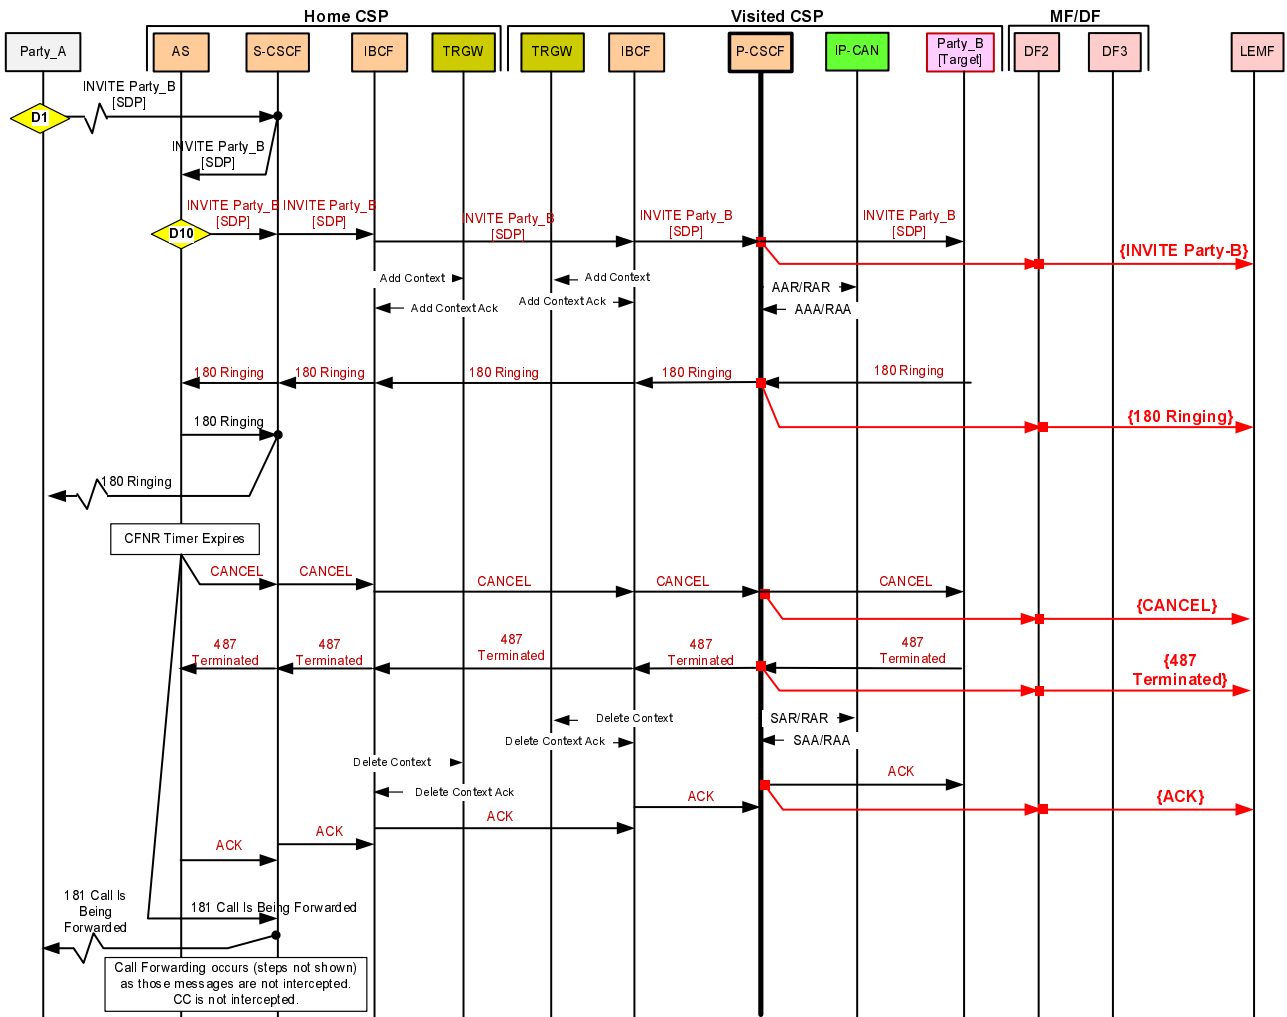 Home CSP
Visited CSP
MF/DF
Party_A
AS
S-CSCF
IBCF
TRGW
TRGW
IBCF
P-CSCF
IP-CAN
Party_B
[Target]
DF2
DF3
LEMF
INVITE Party_B
[SDP]
D1
INVITE Party_B
[SDP]
D10
INVITE Party_B
[SDP]
INVITE Party_B
[SDP]
NVITE Party_B
[SDP]
INVITE Party_B
[SDP]
INVITE Party_B
[SDP]
{INVITE Party-B}
Add Context
Add Context
AAR/RAR
Add Context Ack
Add Context Ack
AAA/RAA
180 Ringing
180 Ringing
180 Ringing
180 Ringing
180 Ringing
180 Ringing
{180 Ringing}
180 Ringing
CFNR Timer Expires
CANCEL
CANCEL
CANCEL
CANCEL
CANCEL
{CANCEL}
487
Terminated
487
Terminated
487
Terminated
487
Terminated
487
Terminated
{487
Terminated}
Delete Context
SAR/RAR
Delete Context Ack
SAA/RAA
Delete Context
Delete Context Ack
ACK
{ACK}
ACK
ACK
ACK
ACK
181 Call Is
Being
Forwarded
181 Call Is Being Forwarded
Call Forwarding occurs (steps not shown)
as those messages are not intercepted.
CC is not intercepted.